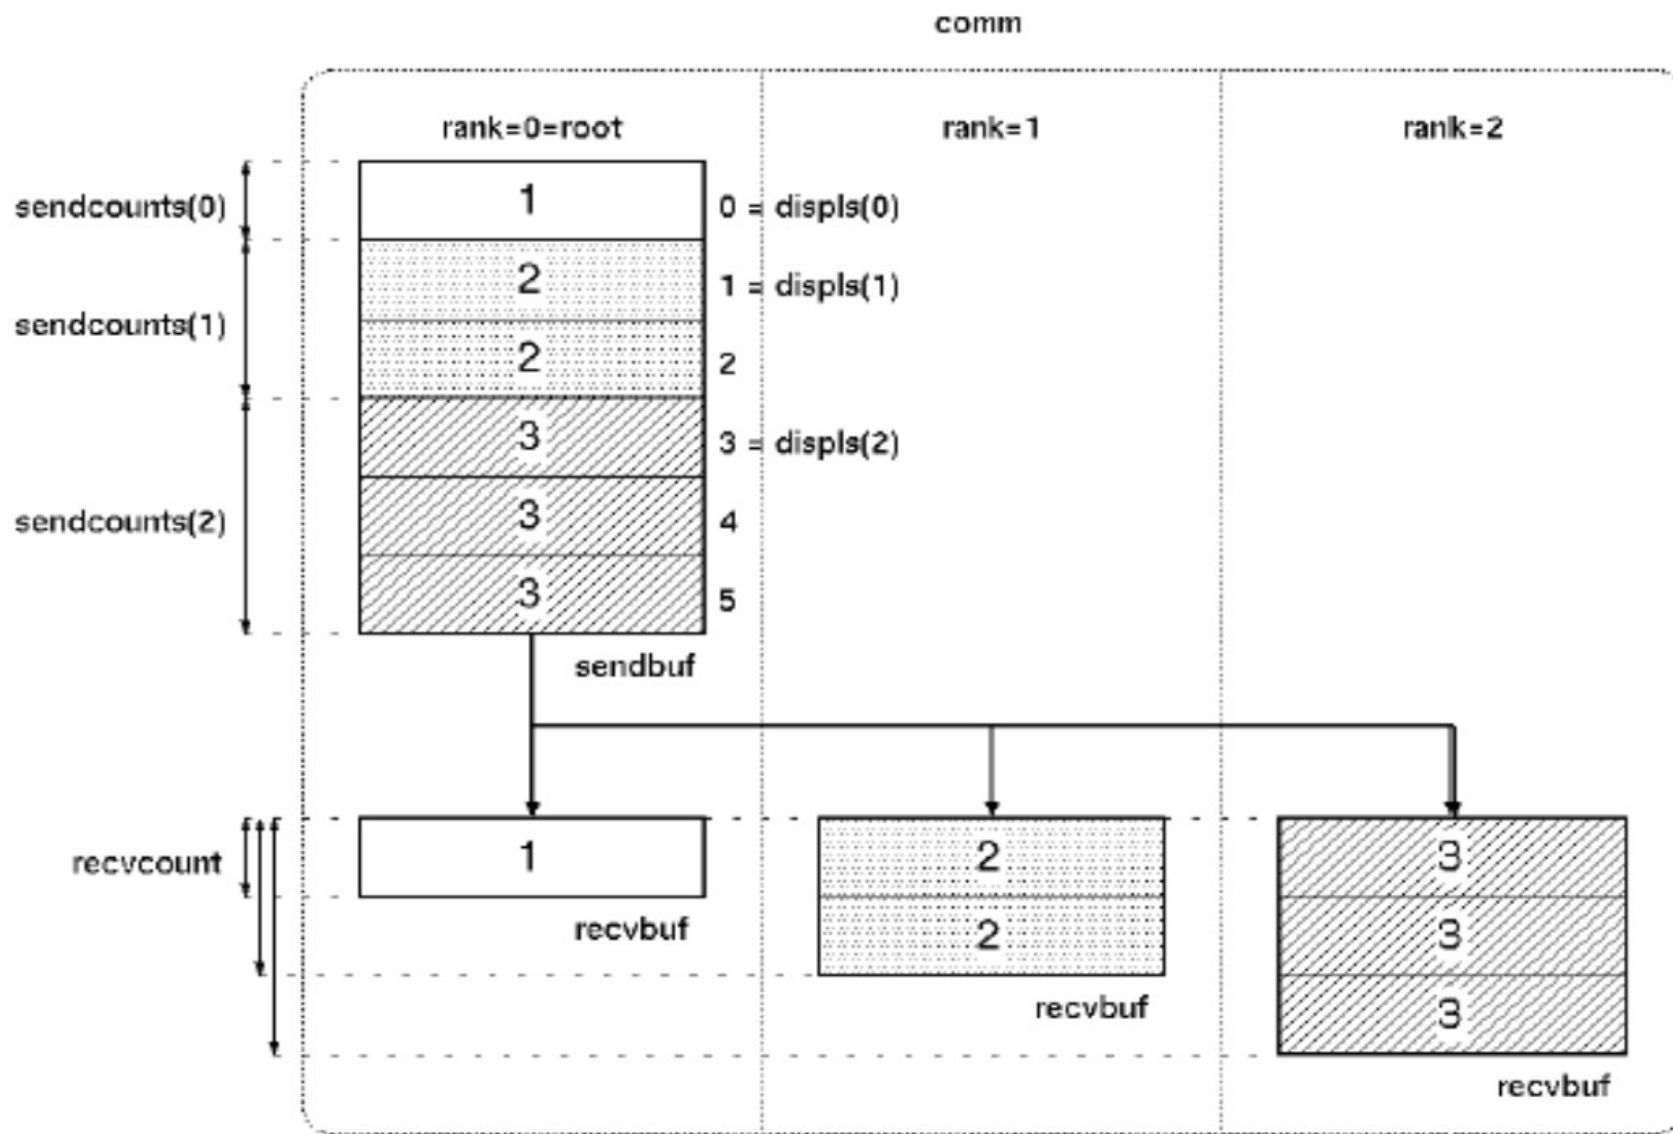 comm
rank=0=root
rank=1
rank=2
sendcounts(0)
1
0 = displs(0)
2
1 = displs(1)
sendcounts(1)
2
2
3
3 = displs(2)
sendcounts(2)
3
4
3
5
sendbuf
recvcount
1
2
3
recvbuf
2
3
recvbuf
3
recvbuf